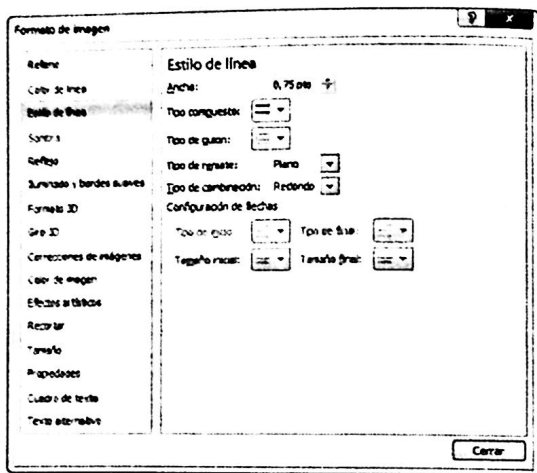 Formato de imagen
Relleno
Color de línea
Estilo de línea
Sombra
Reflejo
Iluminado y bordes suaves
Formato 3D
Giro 3D
Correcciones de imágenes
Color de imagen
Efectos artísticos
Recortar
Tamaño
Propiedades
Cuadro de texto
Texto alternativo
Estilo de línea
Ancho: 0,75 pto
Tipo compuesto:
Tipo de guion:
Tipo de remate: Plano
Tipo de combinación: Redondo
Configuración de flechas
Tipo de inicio: Tipo de final:
Tamaño inicial: Tamaño final:
Cerrar